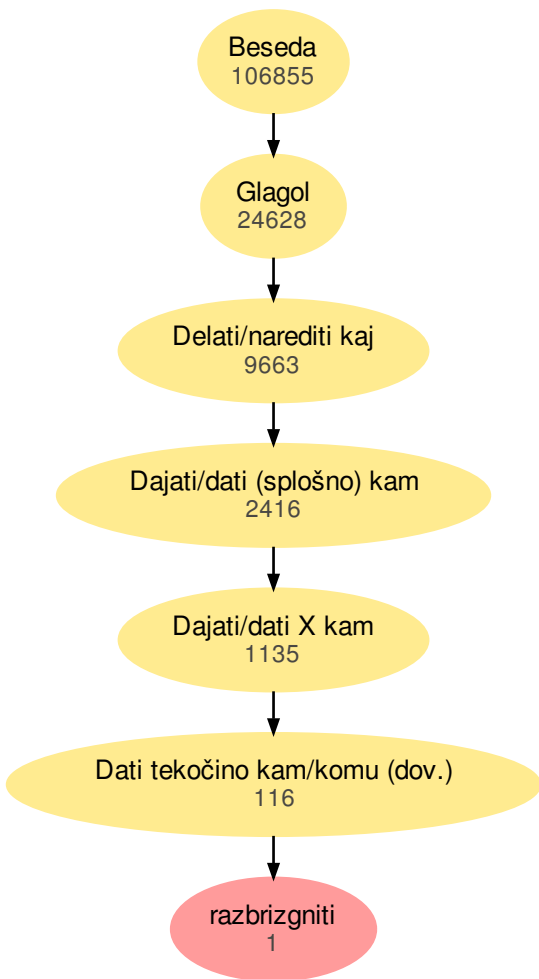 Beseda
106855
Glagol
24628
Delati/narediti kaj
9663
Dajati/dati (splošno) kam
2416
Dajati/dati X kam
1135
Dati tekočino kam/komu (dov.)
116
razbrizgniti
1